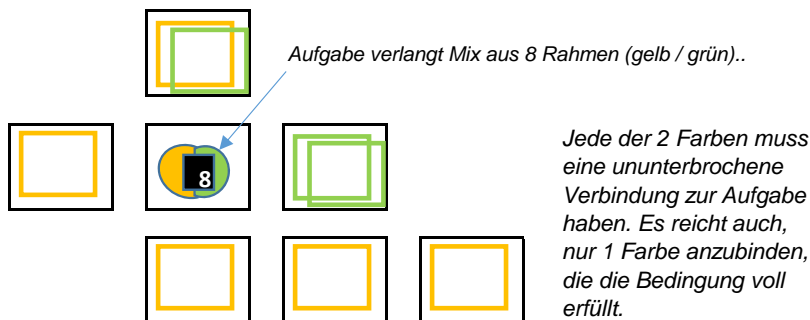 Aufgabe verlangt Mix aus 8 Rahmen (gelb / grün)..
8
Jede der 2 Farben muss
eine ununterbrochene
Verbindung zur Aufgabe
haben. Es reicht auch,
nur 1 Farbe anzubinden,
die die Bedingung voll
erfüllt.